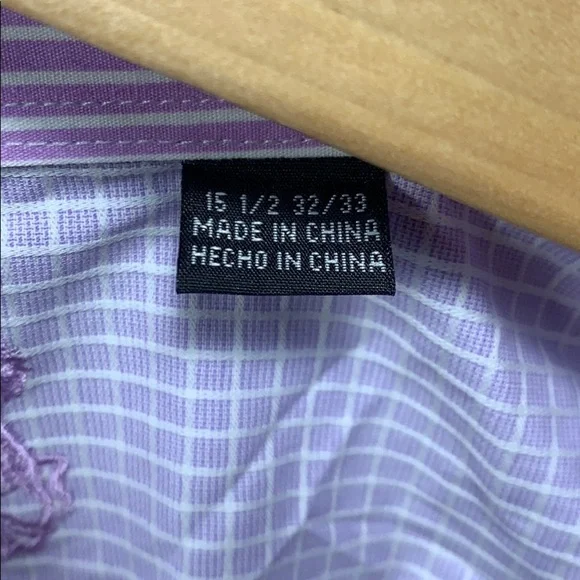 15 1/2 32/33
MADE IN CHINA
HECHO IN CHINA